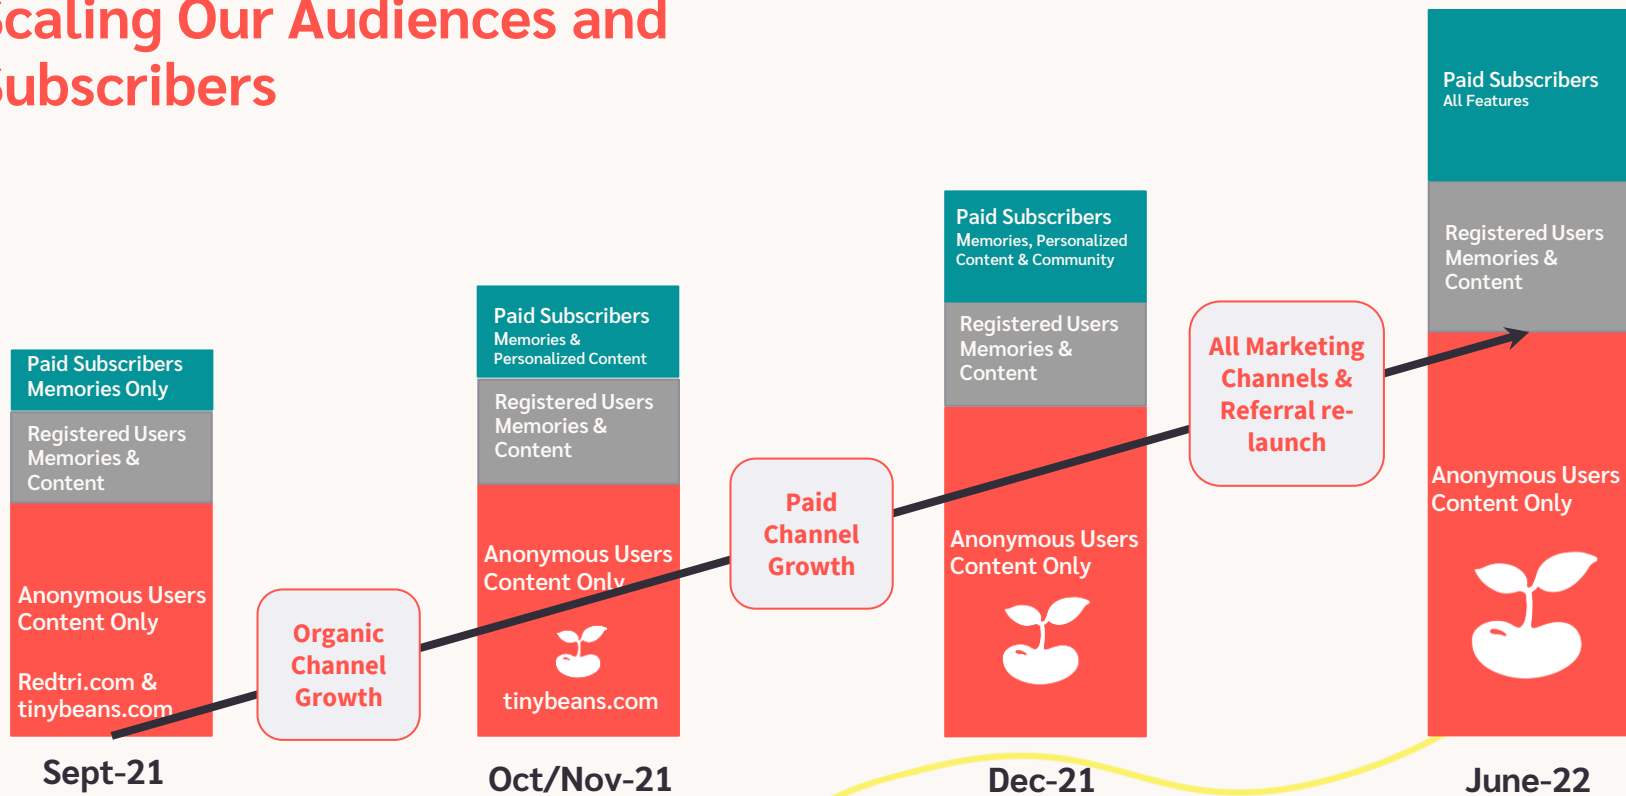 Scaling Our Audiences and
Subscribers
Paid Subscribers
Memories Only
Registered Users
Memories &
Content
Anonymous Users
Content Only
Redtri.com &
tinybeans.com
Sept-21
Organic
Channel
Growth
Paid Subscribers
Memories &
Personalized Content
Registered Users
Memories &
Content
Anonymous Users
Content Only
tinybeans.com
Oct/Nov-21
Paid
Channel
Growth
Paid Subscribers
Memories, Personalized
Content & Community
Registered Users
Memories &
Content
Anonymous Users
Content Only
Dec-21
All Marketing
Channels &
Referral re-
launch
Paid Subscribers
All Features
Registered Users
Memories &
Content
Anonymous Users
Content Only
June-22